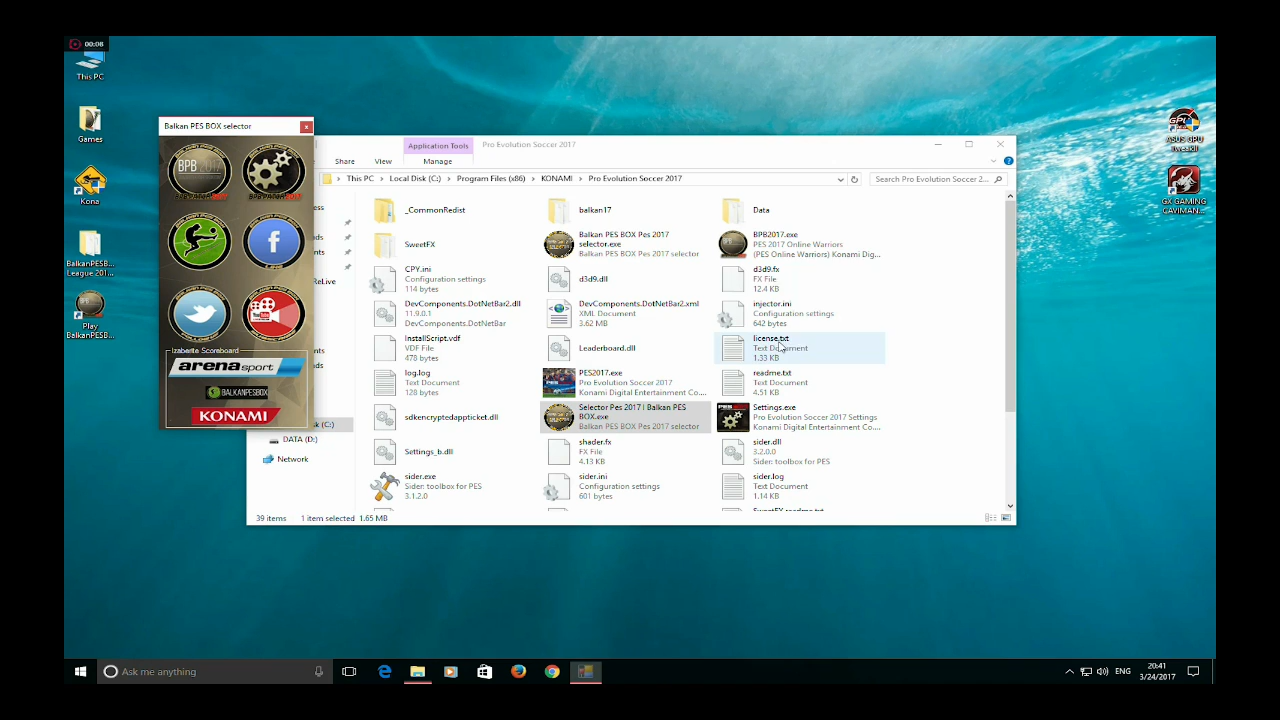 00:08
This PC
Games
Kona
BalkanPESB...
League 201...
Play
BalkanPESB...
ASUS GPU
TweakII
GX GAMING
CAVIMAN...
Balkan PES BOX selector
x
BPB 2017
Izaberite Scoreboard
arenasport
BALKANPESBOX
KONAMI
Application Tools
Pro Evolution Soccer 2017
Share
View
Manage
This PC > Local Disk (C:) > Program Files (x86) > KONAMI > Pro Evolution Soccer 2017
Search Pro Evolution Soccer 2...
_CommonRedist
balkan17
Data
SweetFX
Balkan PES BOX Pes 2017
selector.exe
Balkan PES BOX Pes 2017 selector
BPB2017.exe
PES 2017 Online Warriors
(PES Online Warriors) Konami Dig...
CPY.ini
Configuration settings
114 bytes
d3d9.dll
d3d9.fx
FX File
12.4 KB
DevComponents.DotNetBar2.dll
11.9.0.1
DevComponents.DotNetBar
DevComponents.DotNetBar2.xml
XML Document
3.62 MB
injector.ini
Configuration settings
642 bytes
InstallScript.vdf
VDF File
478 bytes
Leaderboard.dll
license.txt
Text Document
1.33 KB
log.log
Text Document
128 bytes
PES2017.exe
Pro Evolution Soccer 2017
Konami Digital Entertainment Co...
readme.txt
Text Document
4.51 KB
sdkencryptedappticket.dll
Selector Pes 2017 | Balkan PES
BOX.exe
Balkan PES BOX Pes 2017 selector
Settings.exe
Pro Evolution Soccer 2017 Settings
Konami Digital Entertainment Co...
Settings_b.dll
shader.fx
FX File
4.13 KB
sider.dll
3.2.0.0
Sider: toolbox for PES
sider.exe
Sider: toolbox for PES
3.1.2.0
sider.ini
Configuration settings
601 bytes
sider.log
Text Document
1.14 KB
SweetFX readme.txt
DATA (D:)
Network
39 items
1 item selected 1.65 MB
Ask me anything
ENG
20:41
3/24/2017